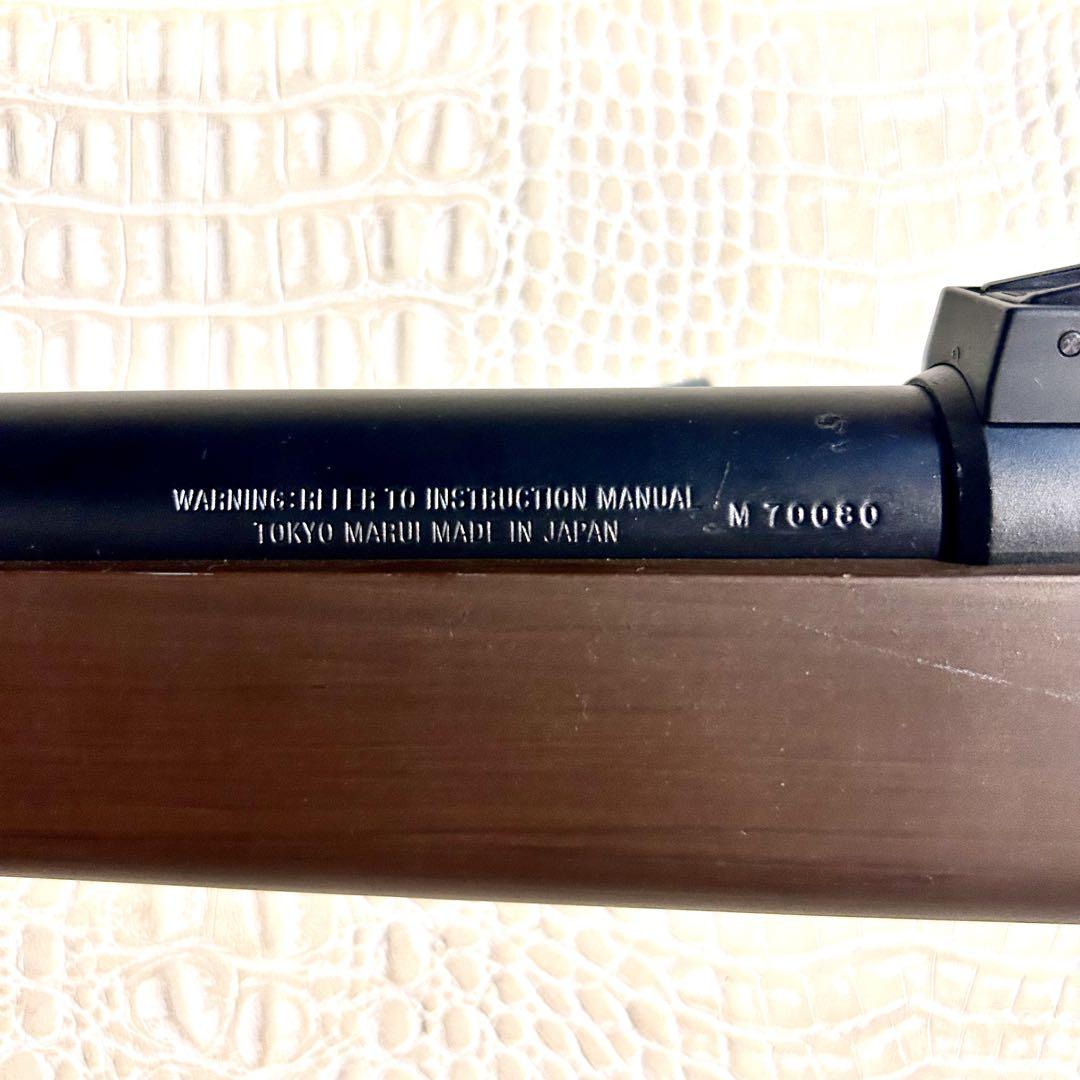 WARNING:REFER TO INSTRUCTION MANUAL
TOKYO MARUI MADE IN JAPAN
M 70080